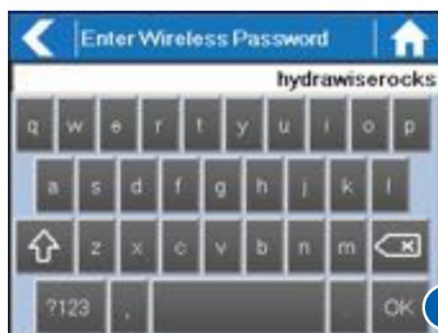 Enter Wireless Password
hydrawiserocks
q w e r t y u i o p
a s d f g h j k l
z x c v b n m
?123 , . OK